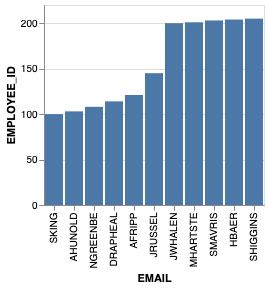 200
150
100
50
0
EMPLOYEE_ID
SKING
AHUNOLD
NGREENBE
DRAPHEAL
AFRIPP
JRUSSEL
JWHALEN
MHARTSTE
SMAVRIS
HBAER
SHIGGINS
EMAIL